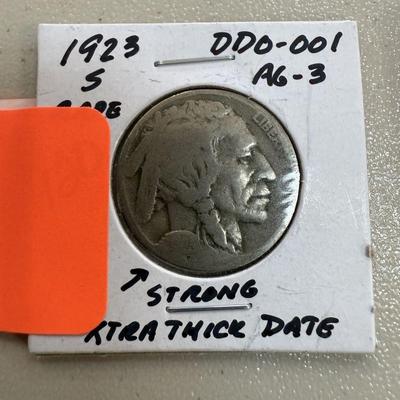 1923 DDO-001
S AG-3
LIBERTY
STRONG
XTRA THICK DATE